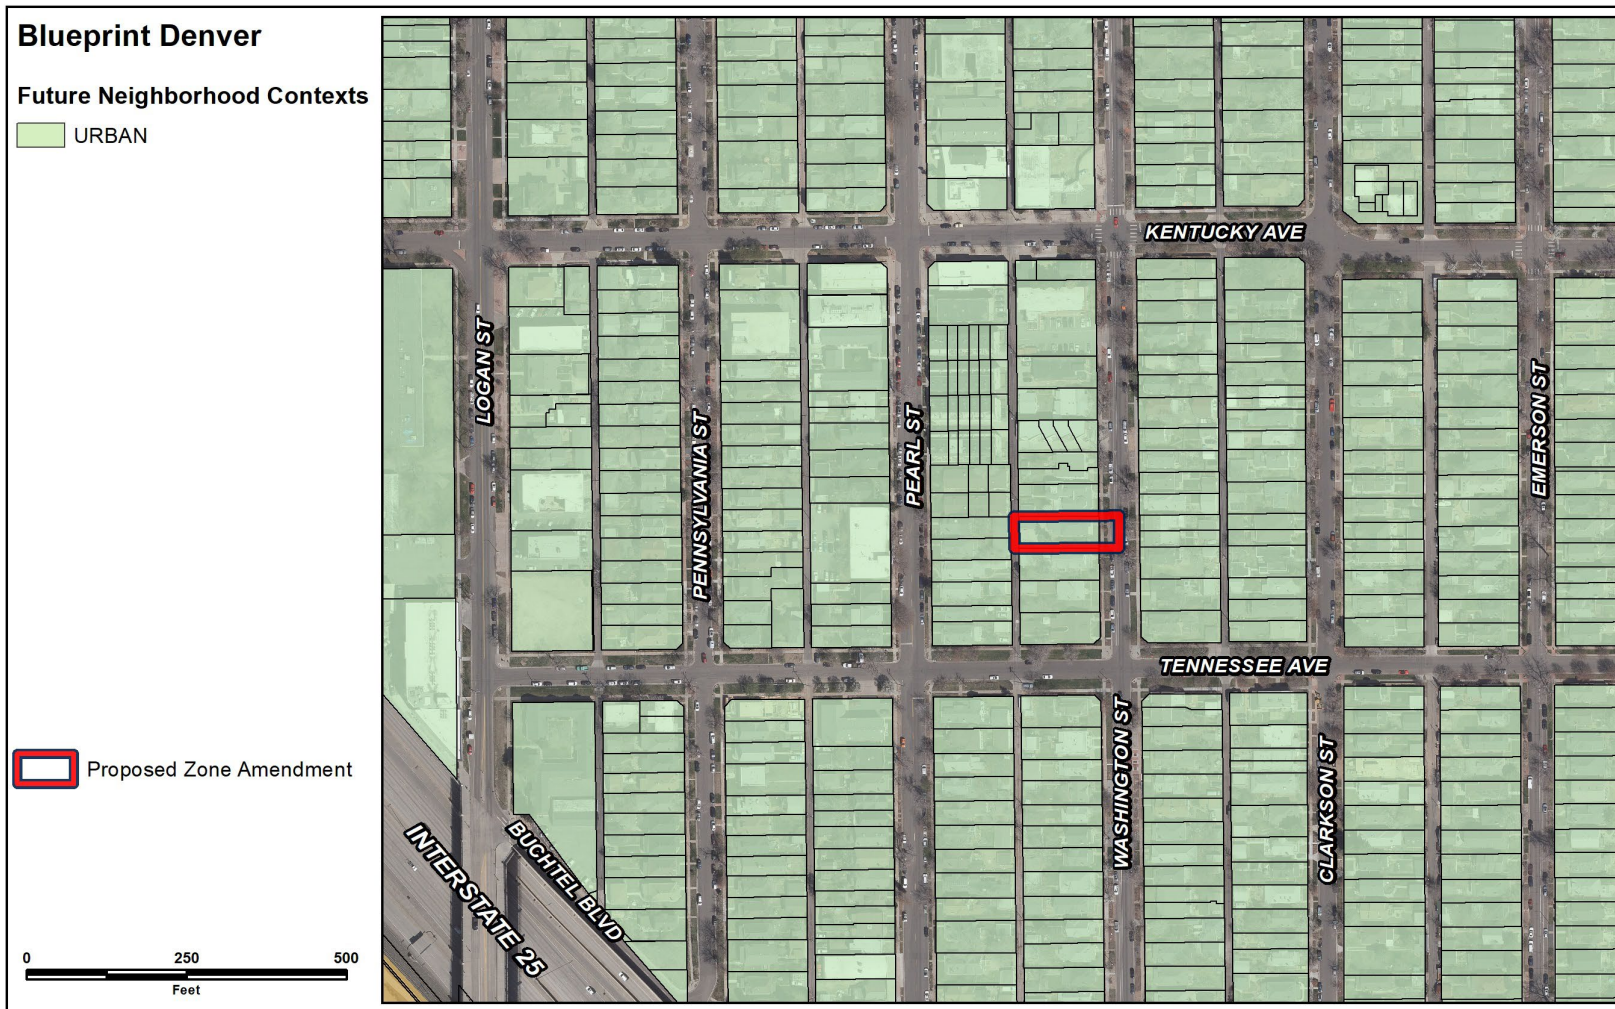 Blueprint Denver
Future Neighborhood Contexts
URBAN
KENTUCKY AVE
LOGAN ST
PENNSYLVANIA ST
PEARL ST
EMERSON ST
TENNESSEE AVE
WASHINGTON ST
CLARKSON ST
Proposed Zone Amendment
BUCHTEL BLVD
INTERSTATE 25
0 250 500
Feet